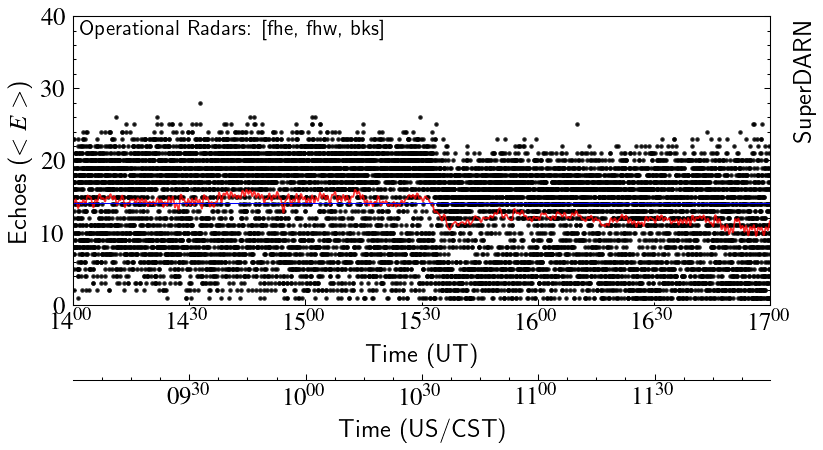 40
Operational Radars: [fhe, fhw, bks]
SuperDARN
30
20
10
0
Echoes (< E >)
14^00 14^30 15^00 15^30 16^00 16^30 17^00
Time (UT)
09^30 10^00 10^30 11^00 11^30
Time (US/CST)